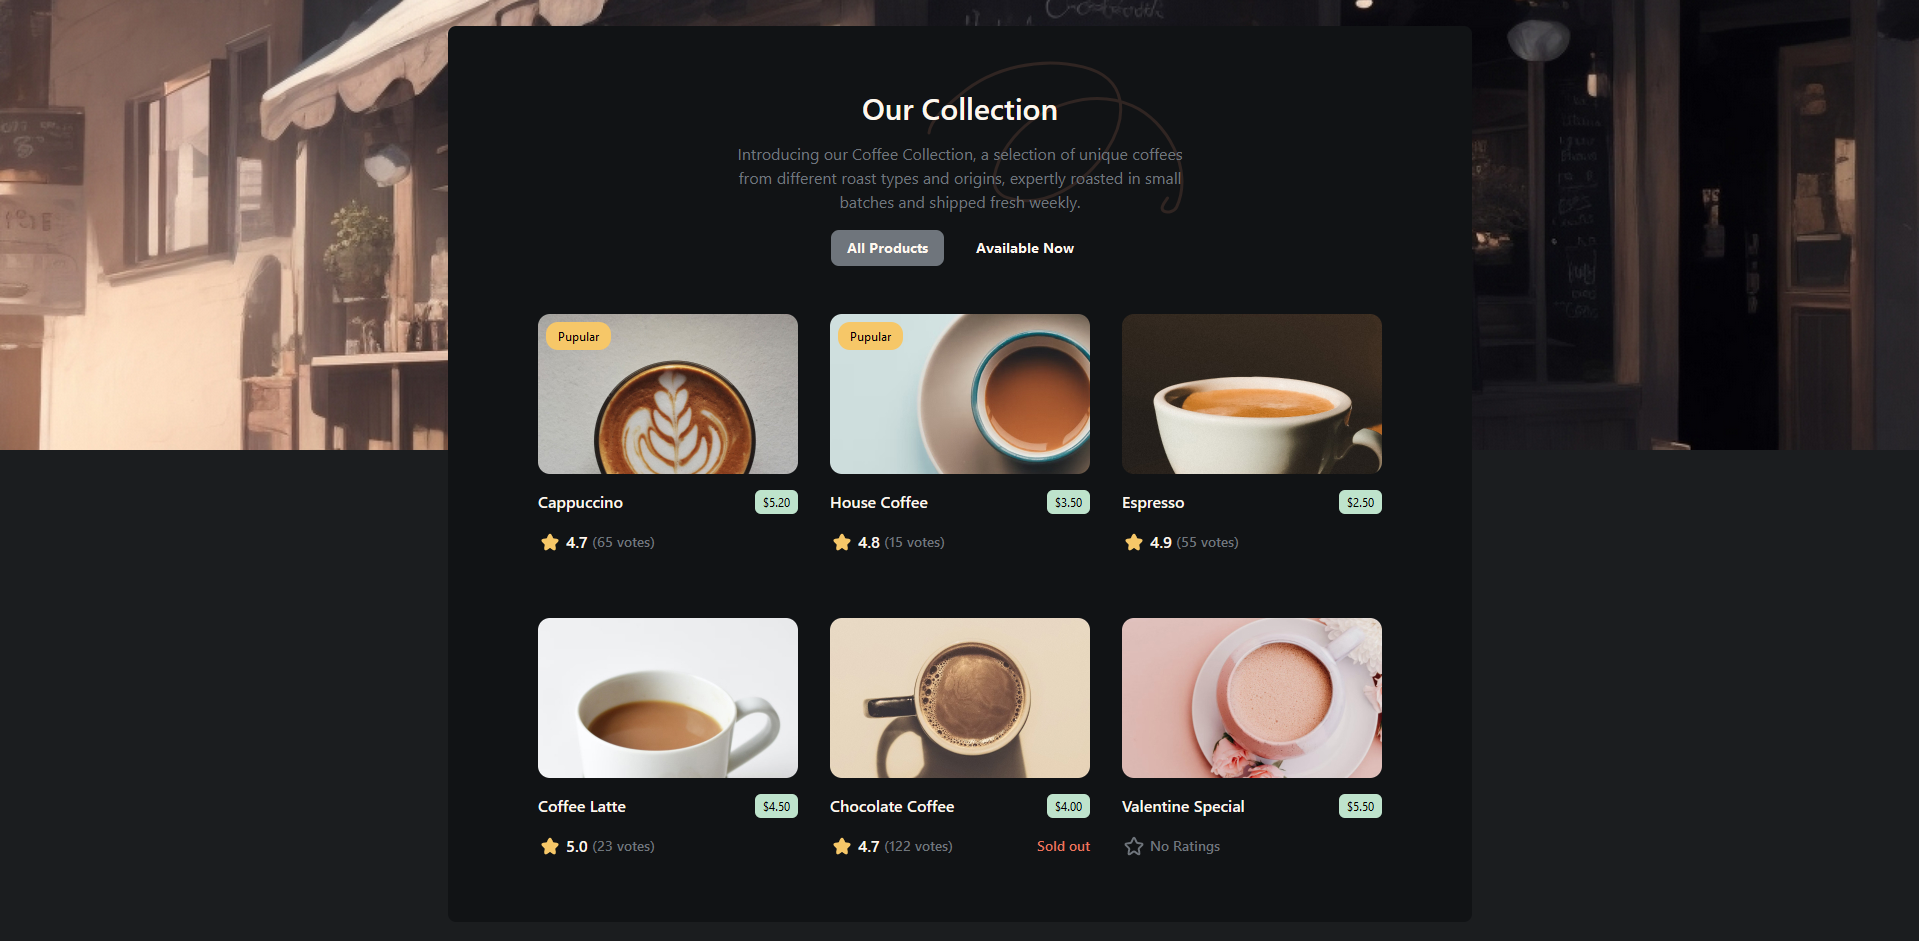 Our Collection
Introducing our Coffee Collection, a selection of unique coffees
from different roast types and origins, expertly roasted in small
batches and shipped fresh weekly.
All Products
Available Now
Pupular
Pupular
Cappuccino
$5.20
House Coffee
$3.50
Espresso
$2.50
4.7 (65 votes)
4.8 (15 votes)
4.9 (55 votes)
Coffee Latte
$4.50
Chocolate Coffee
$4.00
Valentine Special
$5.50
5.0 (23 votes)
4.7 (122 votes)
Sold out
No Ratings